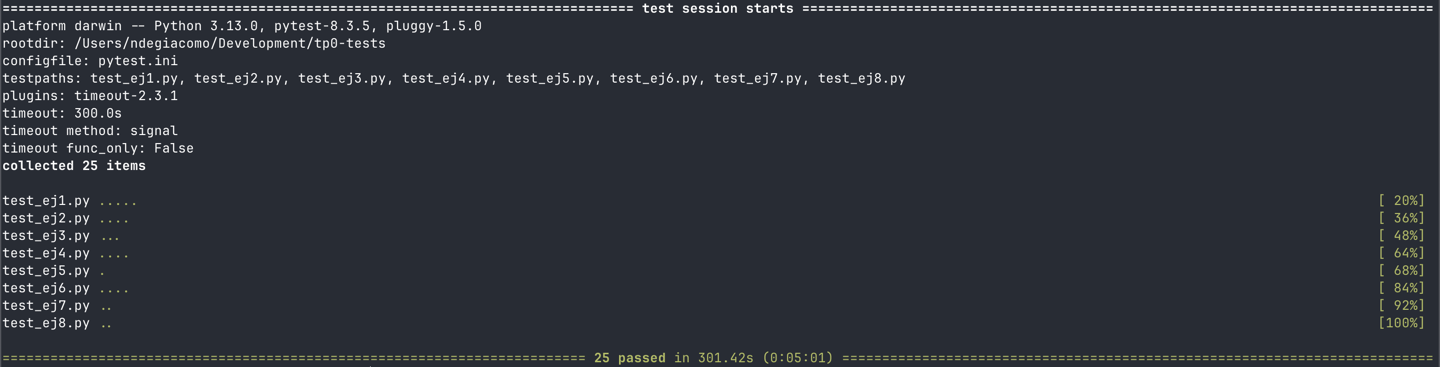 =============================================================================== test session starts ===============================================================================
platform darwin -- Python 3.13.0, pytest-8.3.5, pluggy-1.5.0
rootdir: /Users/ndegiacomo/Development/tp0-tests
configfile: pytest.ini
testpaths: test_ej1.py, test_ej2.py, test_ej3.py, test_ej4.py, test_ej5.py, test_ej6.py, test_ej7.py, test_ej8.py
plugins: timeout-2.3.1
timeout: 300.0s
timeout method: signal
timeout func_only: False
collected 25 items
test_ej1.py ..... [ 20%]
test_ej2.py .... [ 36%]
test_ej3.py ... [ 48%]
test_ej4.py .... [ 64%]
test_ej5.py . [ 68%]
test_ej6.py .... [ 84%]
test_ej7.py .. [ 92%]
test_ej8.py .. [100%]
========================================================================= 25 passed in 301.42s (0:05:01) ==========================================================================